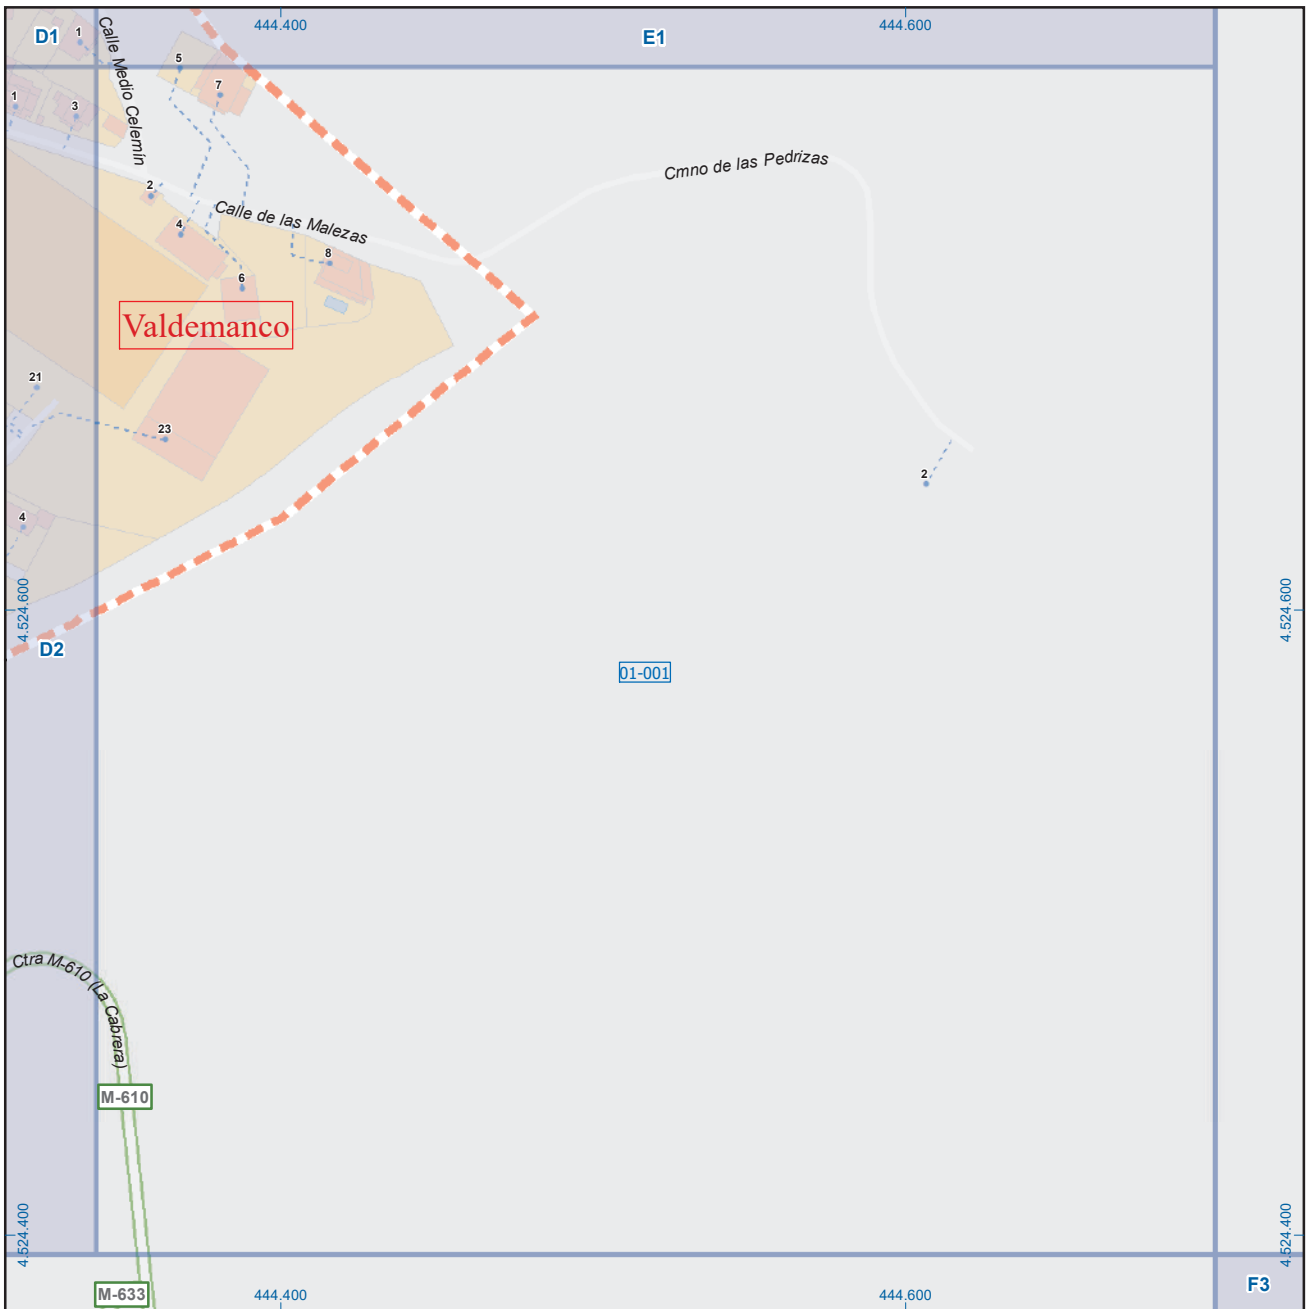 D1
444.400
E1
444.600
1
Calle Medio Celemín
5
7
1
3
Cmno de las Pedrizas
2
Calle de las Malezas
4
8
6
Valdemanco
21
23
2
4
4.524.600
4.524.600
D2
01-001
Ctra M-610 (La Cabrera)
M-610
4.524.400
4.524.400
M-633
444.400
444.600
F3